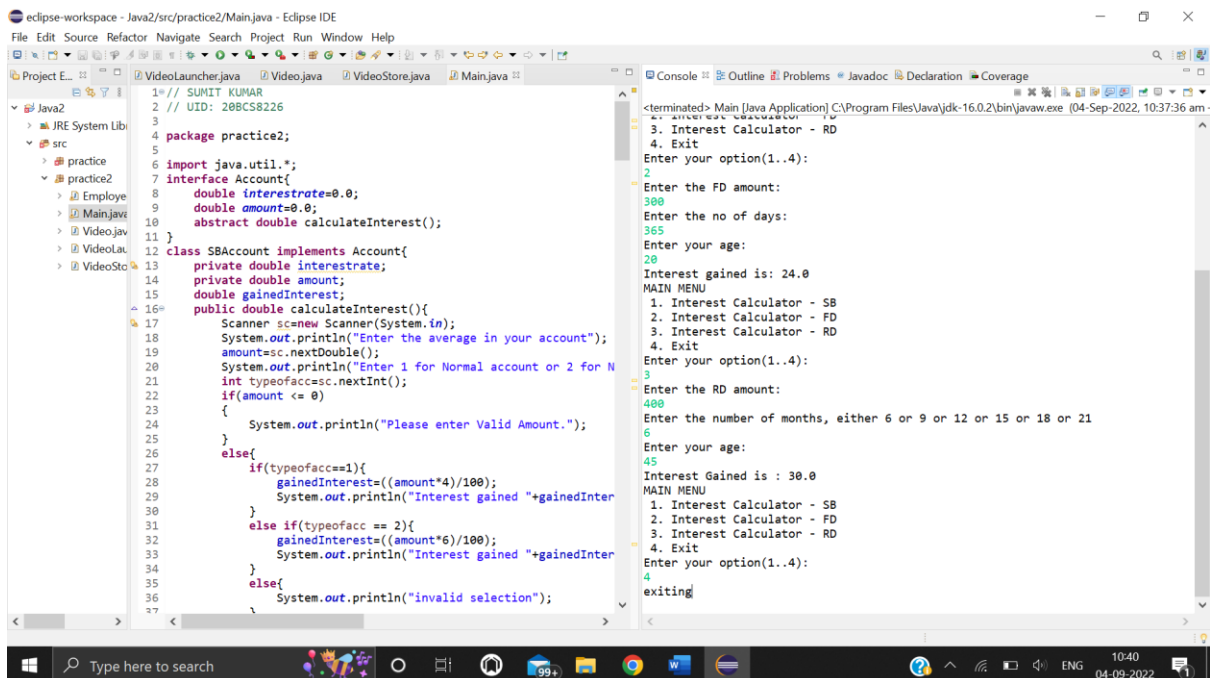 eclipse-workspace - Java2/src/practice2/Main.java - Eclipse IDE
File Edit Source Refactor Navigate Search Project Run Window Help
Project E...
Java2
JRE System Lib
src
practice
practice2
Employe
Main.java
Video.jav
VideoLau
VideoSto
VideoLauncher.java Video.java VideoStore.java Main.java
1 // SUMIT KUMAR
2 // UID: 20BCS8226
3
4 package practice2;
5
6 import java.util.*;
7 interface Account{
8 double interestrate=0.0;
9 double amount=0.0;
10 abstract double calculateInterest();
11 }
12 class SBAccount implements Account{
13 private double interestrate;
14 private double amount;
15 double gainedInterest;
16 public double calculateInterest(){
17 Scanner sc=new Scanner(System.in);
18 System.out.println("Enter the average in your account");
19 amount=sc.nextDouble();
20 System.out.println("Enter 1 for Normal account or 2 for N
21 int typeofacc=sc.nextInt();
22 if(amount <= 0)
23 {
24 System.out.println("Please enter Valid Amount.");
25 }
26 else{
27 if(typeofacc==1){
28 gainedInterest=((amount*4)/100);
29 System.out.println("Interest gained "+gainedInter
30 }
31 else if(typeofacc == 2){
32 gainedInterest=((amount*6)/100);
33 System.out.println("Interest gained "+gainedInter
34 }
35 else{
36 System.out.println("invalid selection");
37 }
Console Outline Problems Javadoc Declaration Coverage
<terminated> Main [Java Application] C:\Program Files\Java\jdk-16.0.2\bin\javaw.exe (04-Sep-2022, 10:37:36 am -
2. Interest Calculator - FD
3. Interest Calculator - RD
4. Exit
Enter your option(1..4):
2
Enter the FD amount:
300
Enter the no of days:
365
Enter your age:
20
Interest gained is: 24.0
MAIN MENU
1. Interest Calculator - SB
2. Interest Calculator - FD
3. Interest Calculator - RD
4. Exit
Enter your option(1..4):
3
Enter the RD amount:
400
Enter the number of months, either 6 or 9 or 12 or 15 or 18 or 21
6
Enter your age:
45
Interest Gained is : 30.0
MAIN MENU
1. Interest Calculator - SB
2. Interest Calculator - FD
3. Interest Calculator - RD
4. Exit
Enter your option(1..4):
4
exiting
Type here to search
99+
ENG
10:40
04-09-2022